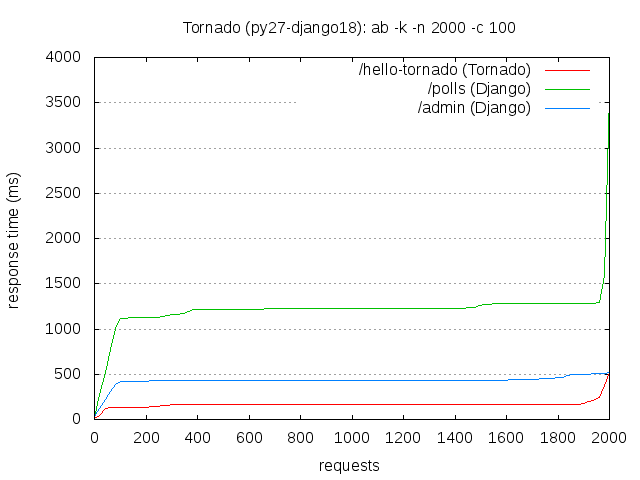 Tornado (py27-django18): ab -k -n 2000 -c 100
4000
3500
3000
2500
2000
1500
1000
500
0
response time (ms)
/hello-tornado (Tornado)
/polls (Django)
/admin (Django)
0 200 400 600 800 1000 1200 1400 1600 1800 2000
requests